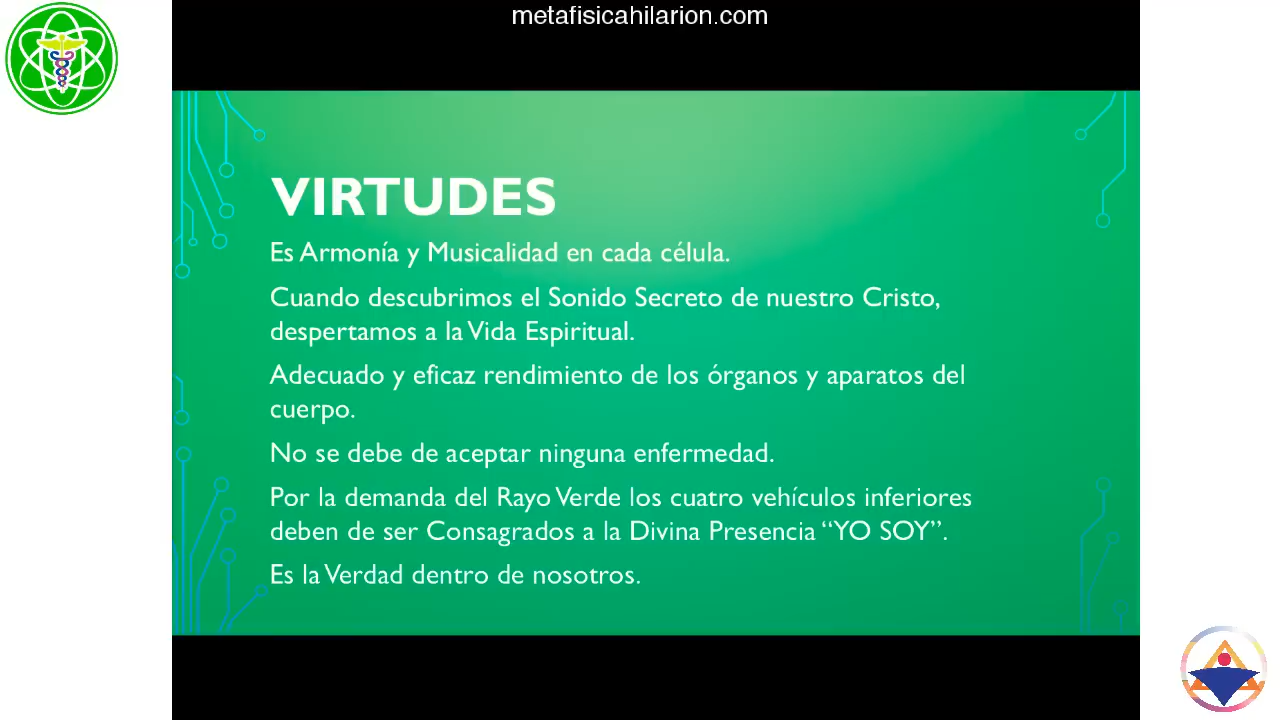 metafisicahilarion.com
VIRTUDES
Es Armonía y Musicalidad en cada célula.
Cuando descubrimos el Sonido Secreto de nuestro Cristo,
despertamos a la Vida Espiritual.
Adecuado y eficaz rendimiento de los órganos y aparatos del
cuerpo.
No se debe de aceptar ninguna enfermedad.
Por la demanda del Rayo Verde los cuatro vehículos inferiores
deben de ser Consagrados a la Divina Presencia “YO SOY”.
Es la Verdad dentro de nosotros.